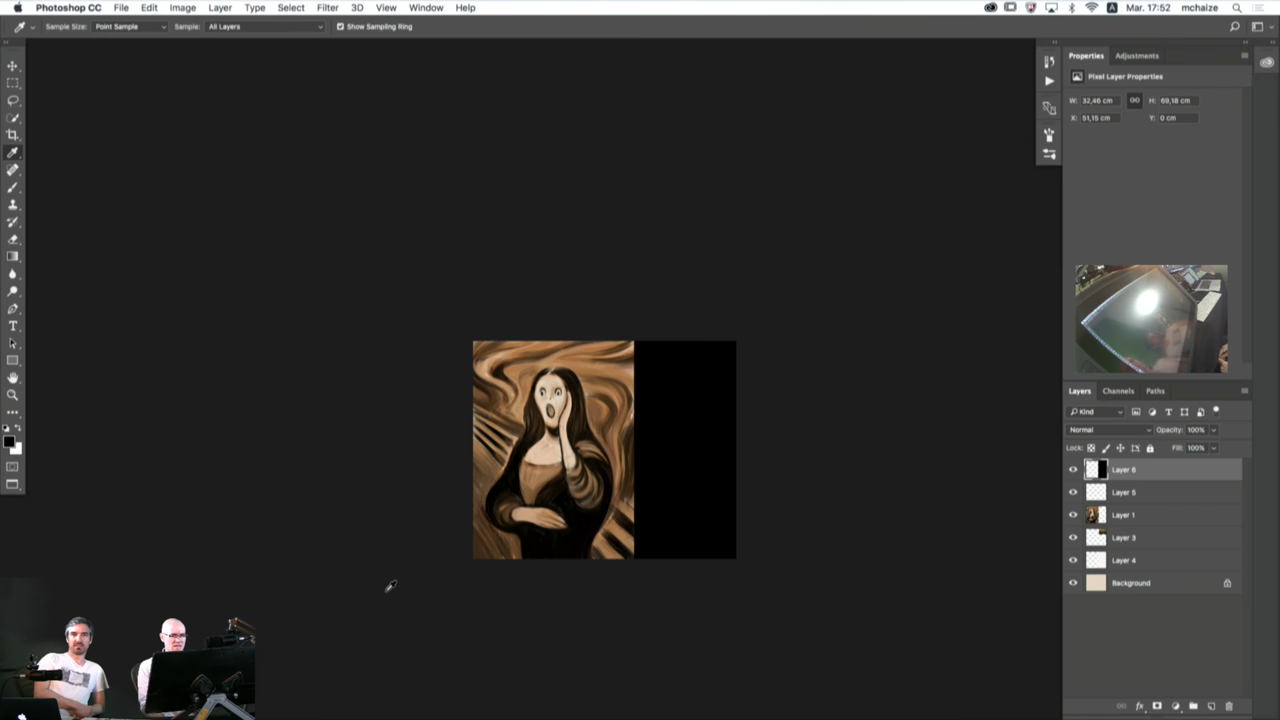 Photoshop CC File Edit Image Layer Type Select Filter 3D View Window Help Mar. 17:52 mchaize
Sample Size: Point Sample Sample: All Layers Show Sampling Ring
Properties Adjustments
Pixel Layer Properties
W: 32,46 cm H: 69,18 cm
X: 51,15 cm Y: 0 cm
Layers Channels Paths
Kind
Normal Opacity: 100%
Lock: Fill: 100%
Layer 6
Layer 5
Layer 1
Layer 3
Layer 4
Background